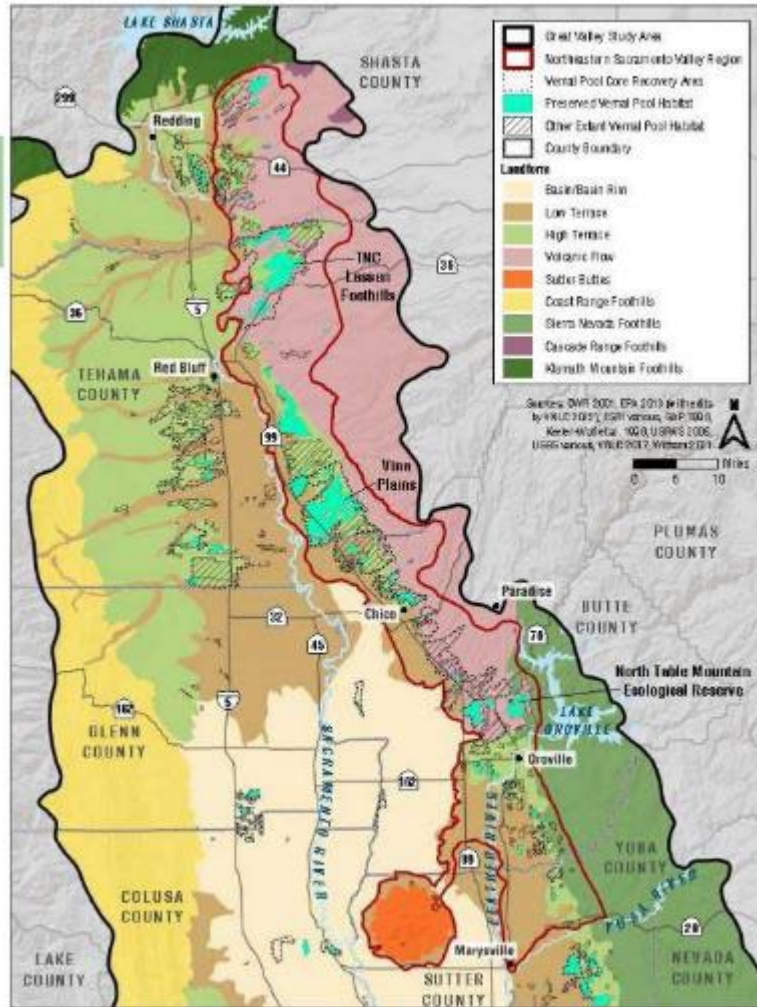 LAKE SHASTA
SHASTA
COUNTY
299
Redding
44
TNC
Lassen
Foothills
36
36
5
TEHAMA
COUNTY
Red Bluff
99
Vina
Plains
PLUMAS
COUNTY
Paradise
BUTTE
COUNTY
Chico
32
45
70
North Table Mountain
Ecological Reserve
LAKE
OROVILLE
162
GLENN
COUNTY
5
SACRAMENTO RIVER
162
Oroville
FEATHER RIVER
99
YUBA
COUNTY
YUBA RIVER
COLUSA
COUNTY
20
Marysville
LAKE
COUNTY
SUTTER
COUNTY
NEVADA
COUNTY
Great Valley Study Area
Northeastern Sacramento Valley Region
Vernal Pool Core Recovery Area
Preserved Vernal Pool Habitat
Other Extant Vernal Pool Habitat
County Boundary
Landform
Basin/Basin Rim
Low Terrace
High Terrace
Volcanic Flow
Sutter Buttes
Coast Range Foothills
Sierra Nevada Foothills
Cascade Range Foothills
Klamath Mountain Foothills
N
0 5 10
Miles